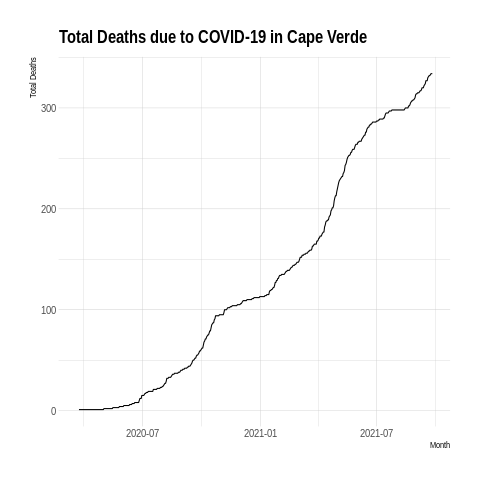 Total Deaths due to COVID-19 in Cape Verde
Total Deaths
300
200
100
0
2020-07 2021-01 2021-07
Month